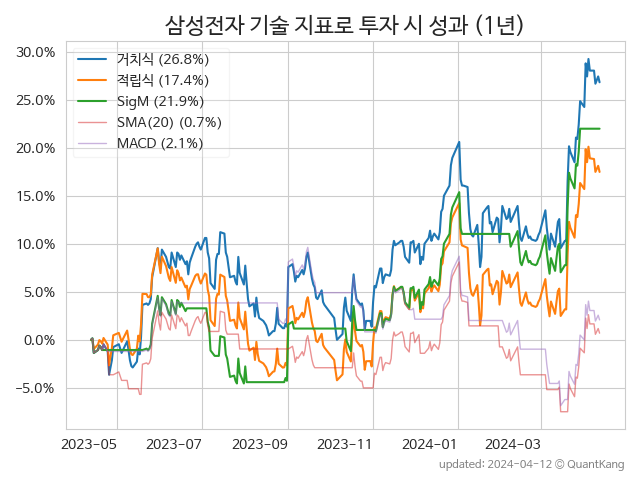 삼성전자 기술 지표로 투자 시 성과 (1년)
거치식 (26.8%)
적립식 (17.4%)
SigM (21.9%)
SMA(20) (0.7%)
MACD (2.1%)
30.0%
25.0%
20.0%
15.0%
10.0%
5.0%
0.0%
−5.0%
2023-05 2023-07 2023-09 2023-11 2024-01 2024-03
updated: 2024-04-12 © QuantKang